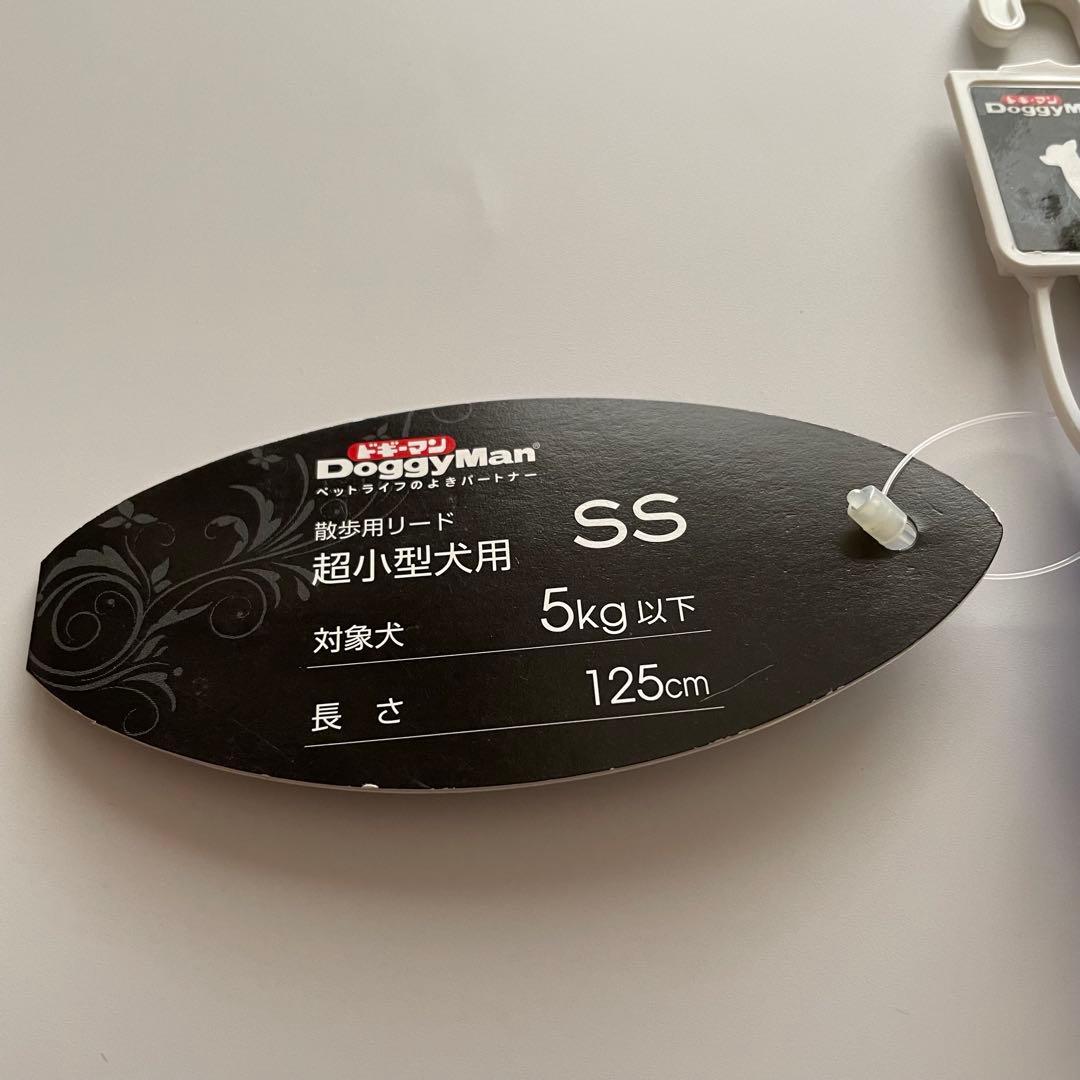 ドギーマン
DoggyMan®
ペットライフのよきパートナー
散歩用リード
超小型犬用 SS
対象犬 5kg 以下
長さ 125cm
ドギーマン
DoggyM